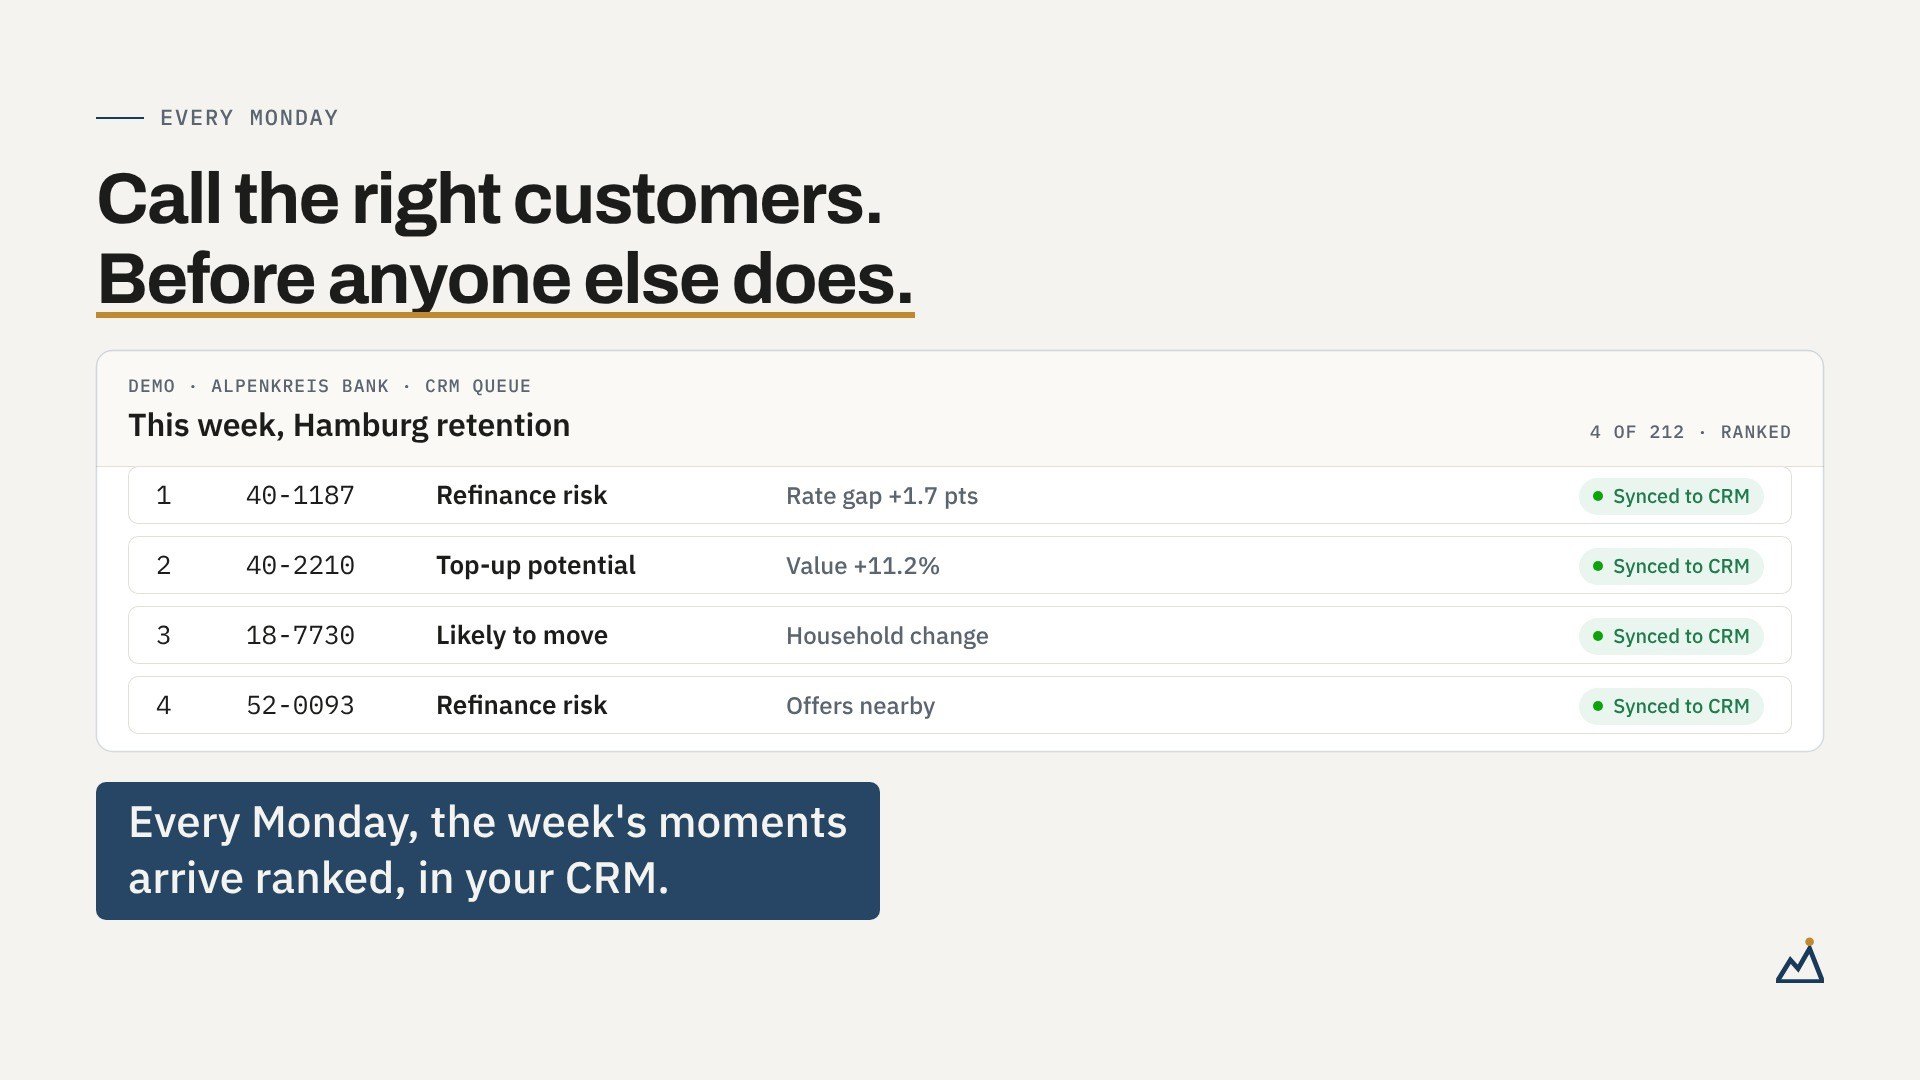 EVERY MONDAY
Call the right customers.
Before anyone else does.
DEMO · ALPENKREIS BANK · CRM QUEUE
This week, Hamburg retention
4 OF 212 · RANKED
1 40-1187 Refinance risk Rate gap +1.7 pts Synced to CRM
2 40-2210 Top-up potential Value +11.2% Synced to CRM
3 18-7730 Likely to move Household change Synced to CRM
4 52-0093 Refinance risk Offers nearby Synced to CRM
Every Monday, the week's moments
arrive ranked, in your CRM.